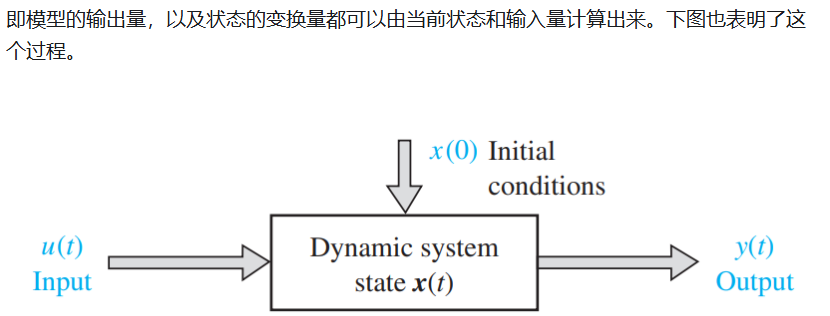 即模型的输出量，以及状态的变换量都可以由当前状态和输入量计算出来。下图也表明了这
个过程。
x(0) Initial
conditions
u(t)
Input
Dynamic system
state x(t)
y(t)
Output